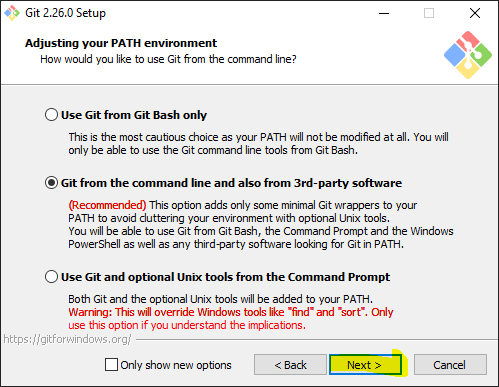 Git 2.26.0 Setup
Adjusting your PATH environment
How would you like to use Git from the command line?
Use Git from Git Bash only
This is the most cautious choice as your PATH will not be modified at all. You will
only be able to use the Git command line tools from Git Bash.
Git from the command line and also from 3rd-party software
(Recommended) This option adds only some minimal Git wrappers to your
PATH to avoid cluttering your environment with optional Unix tools.
You will be able to use Git from Git Bash, the Command Prompt and the Windows
PowerShell as well as any third-party software looking for Git in PATH.
Use Git and optional Unix tools from the Command Prompt
Both Git and the optional Unix tools will be added to your PATH.
Warning: This will override Windows tools like "find" and "sort". Only
use this option if you understand the implications.
https://gitforwindows.org/
Only show new options
< Back
Next >
Cancel